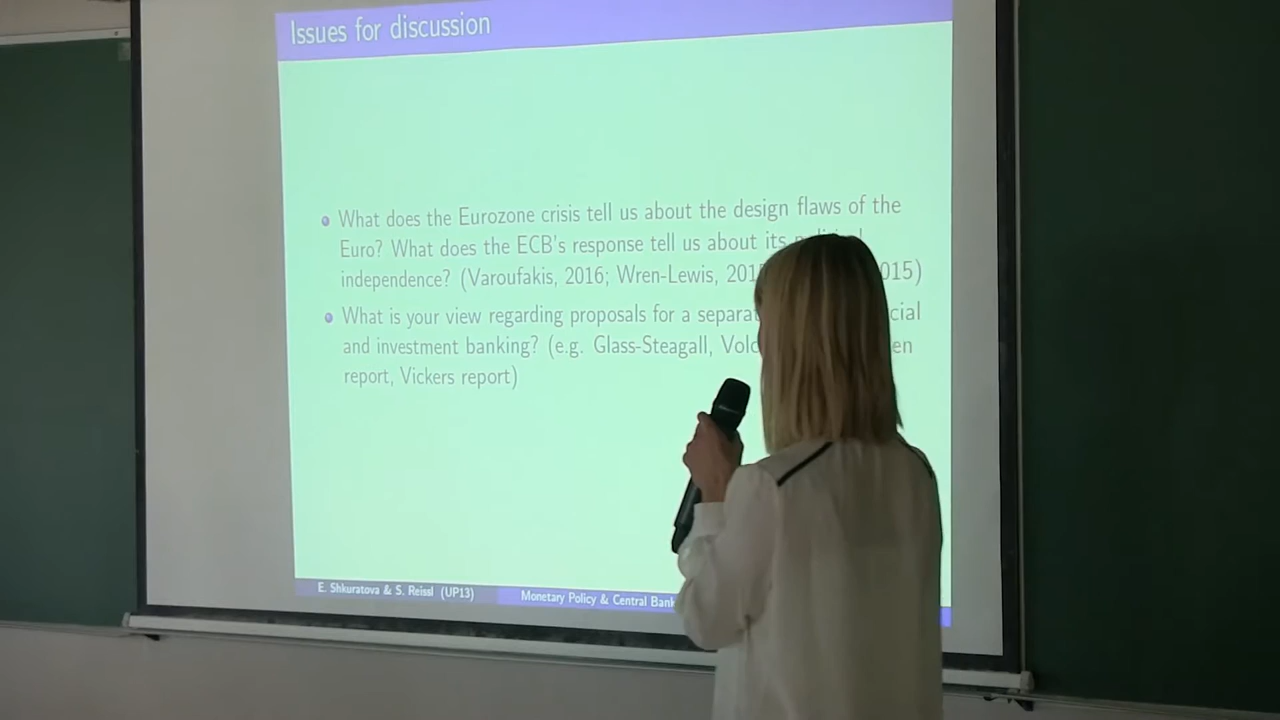 Issues for discussion
What does the Eurozone crisis tell us about the design flaws of the
Euro? What does the ECB's response tell us about its political
independence? (Varoufakis, 2016; Wren-Lewis, 201 015)
What is your view regarding proposals for a separat cial
and investment banking? (e.g. Glass-Steagall, Volc en
report, Vickers report)
E. Shkuratova & S. Reissl (UP13)
Monetary Policy & Central Bank